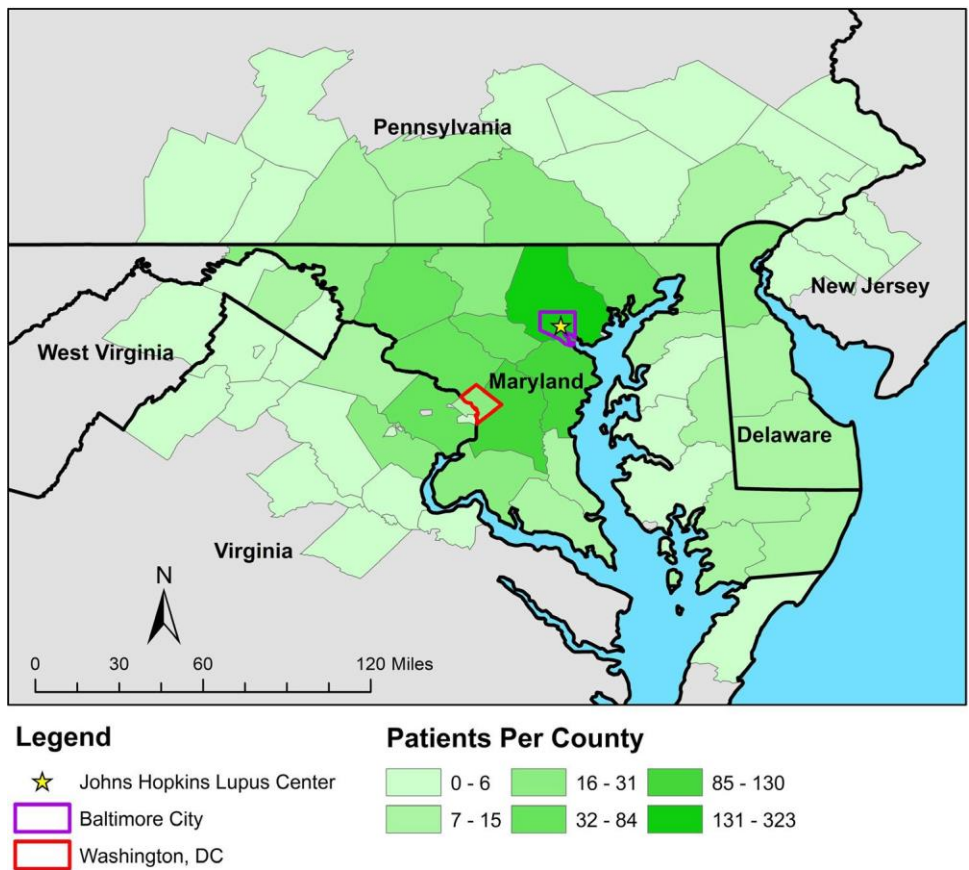 Pennsylvania
New Jersey
West Virginia
Maryland
Delaware
Virginia
N
0 30 60 120 Miles
Legend
Johns Hopkins Lupus Center
Baltimore City
Washington, DC
Patients Per County
0 - 6
7 - 15
16 - 31
32 - 84
85 - 130
131 - 323